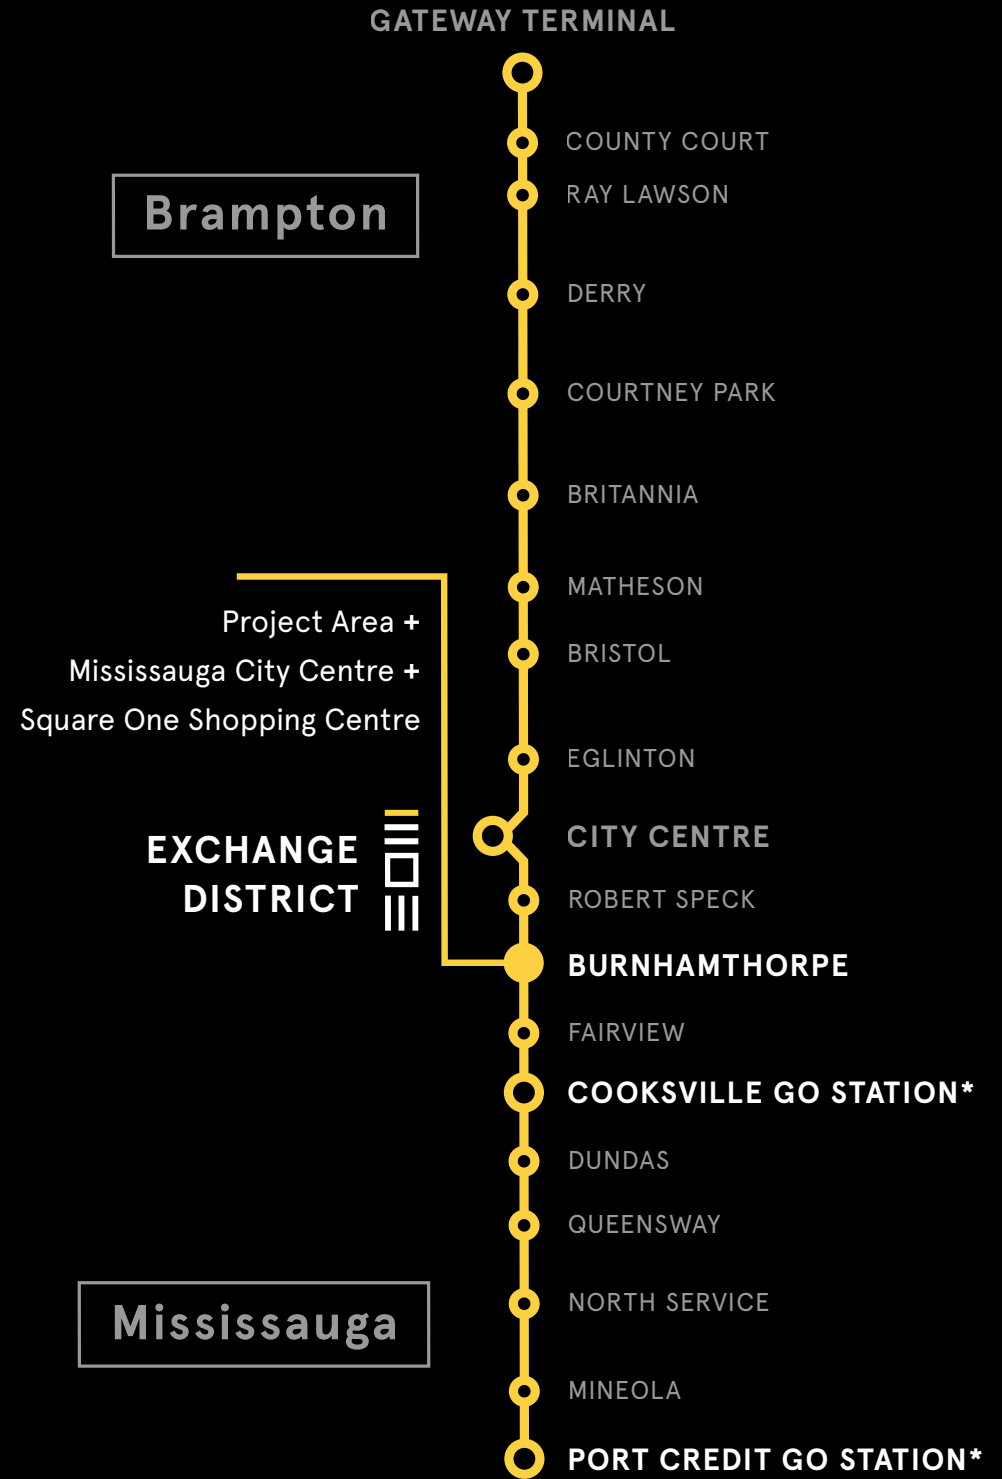 GATEWAY TERMINAL
COUNTY COURT
RAY LAWSON
Brampton
DERRY
COURTNEY PARK
BRITANNIA
MATHESON
Project Area +
BRISTOL
Mississauga City Centre +
Square One Shopping Centre
EGLINTON
CITY CENTRE
EXCHANGE
DISTRICT
ROBERT SPECK
BURNHAMTHORPE
FAIRVIEW
COOKSVILLE GO STATION*
DUNDAS
QUEENSWAY
NORTH SERVICE
Mississauga
MINEOLA
PORT CREDIT GO STATION*